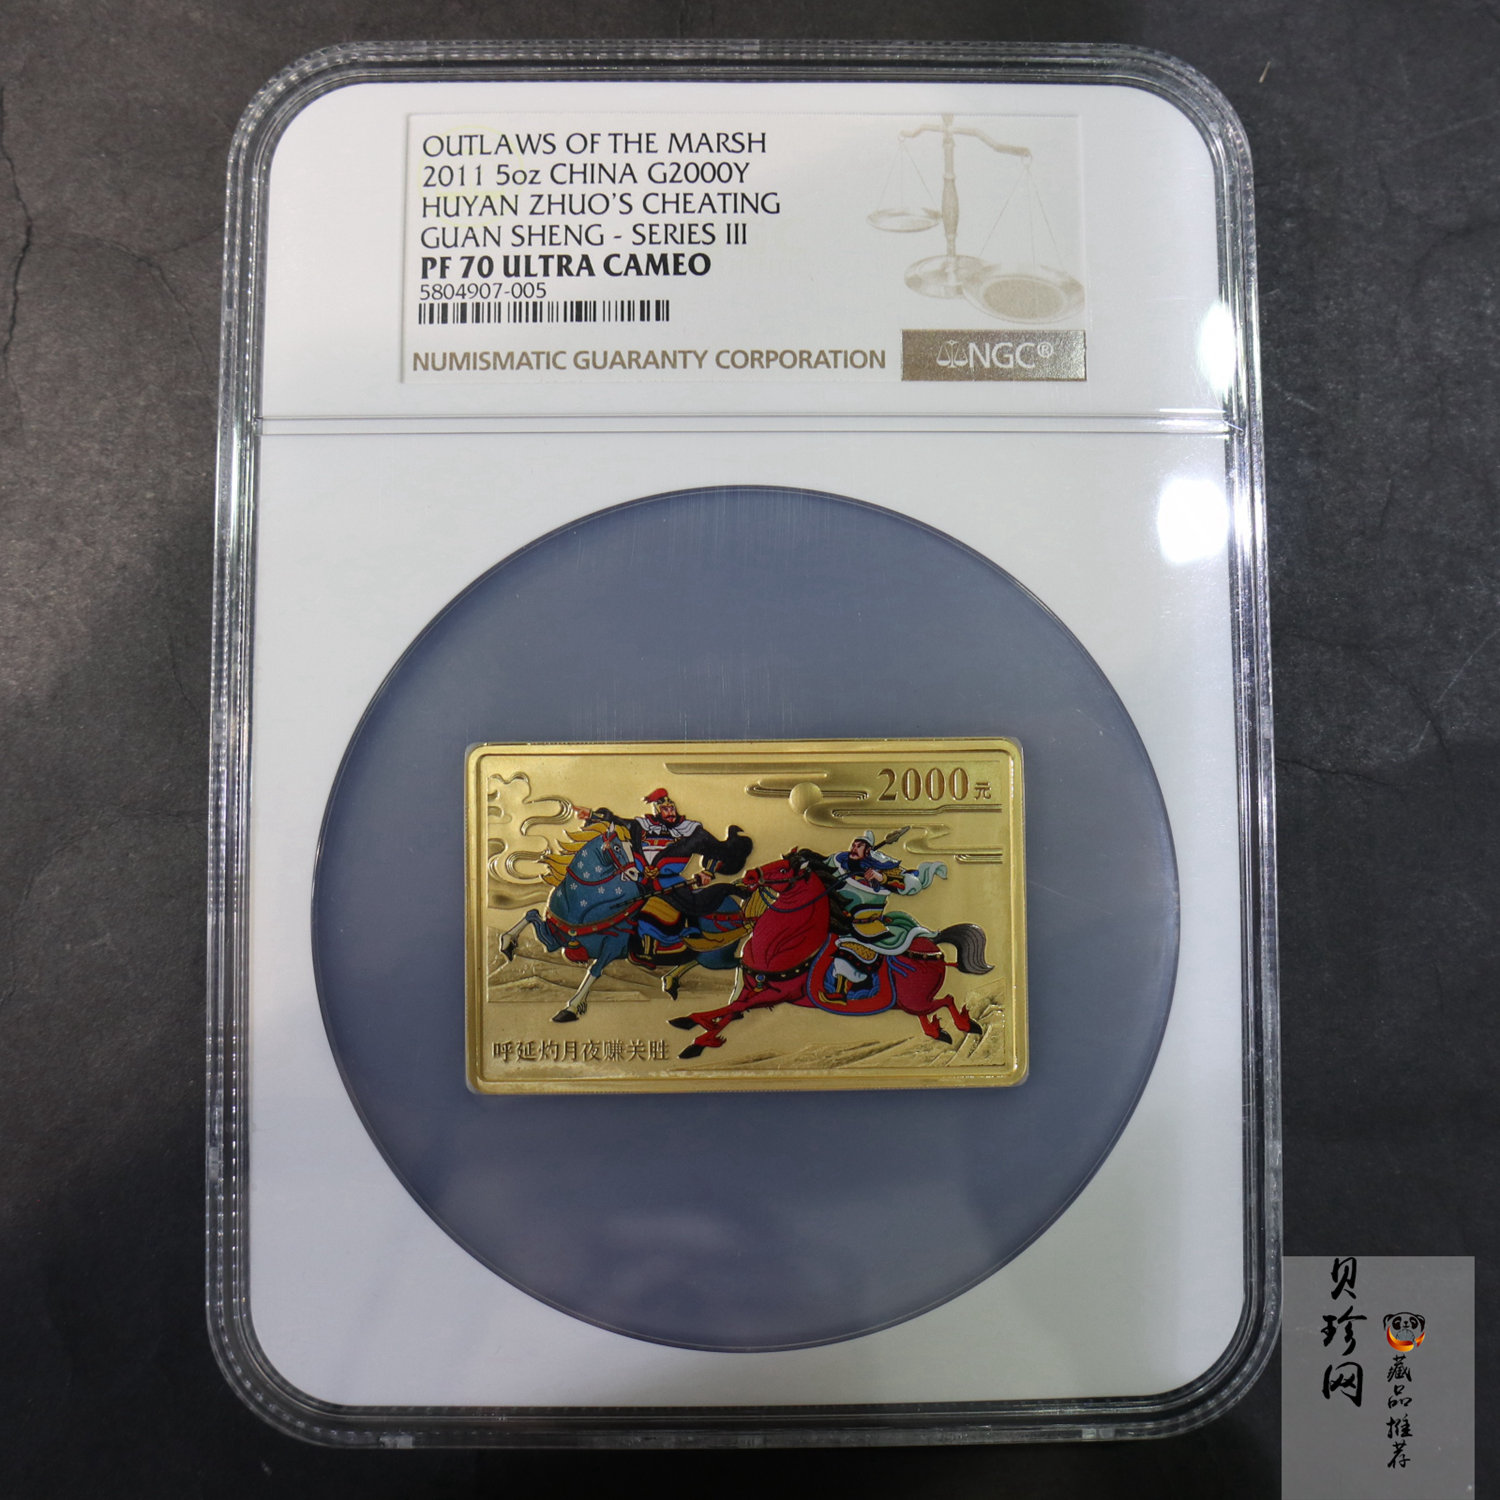 OUTLAWS OF THE MARSH
2011 5oz CHINA G2000Y
HUYAN ZHUO'S CHEATING
GUAN SHENG - SERIES III
PF 70 ULTRA CAMEO
5804907-005
NUMISMATIC GUARANTY CORPORATION
NGC®
2000元
呼延灼月夜赚关胜
贝珍网
藏品推荐